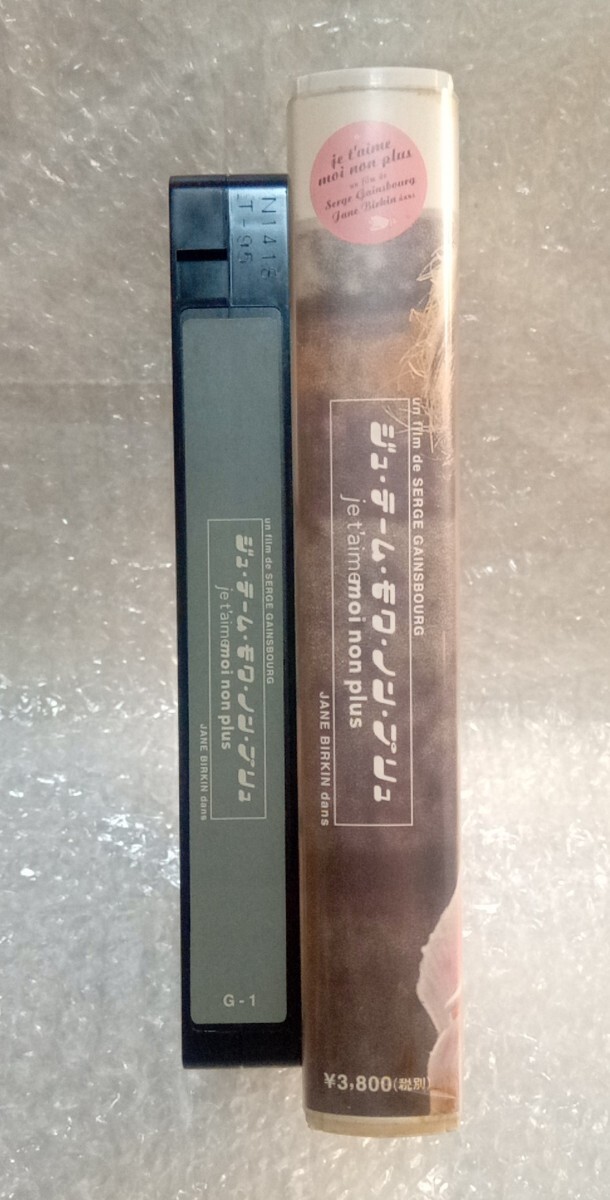 N1418
T-95
un film de SERGE GAINSBOURG
ジュ・テーム・モワ・ノン・プリュ
je t'aime moi non plus
JANE BIRKIN dans
G-1
je t'aime
moi non plus
un film de
Serge Gainsbourg
Jane Birkin dans
un film de SERGE GAINSBOURG
ジュ・テーム・モワ・ノン・プリュ
je t'aime moi non plus
JANE BIRKIN dans
¥3,800(税別)